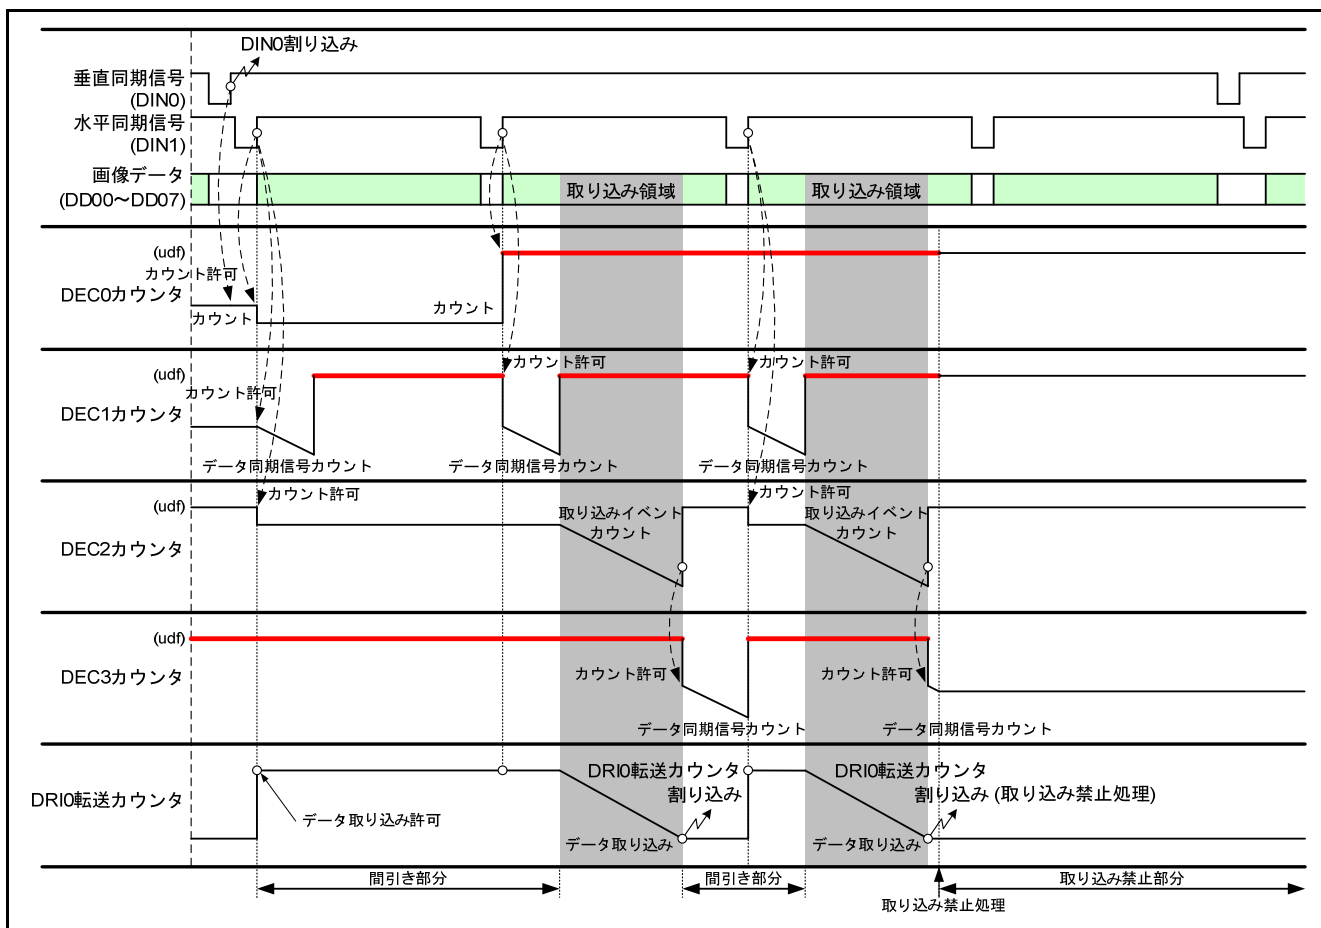 DIN0割り込み
垂直同期信号
(DIN0)
水平同期信号
(DIN1)
画像データ
(DD00～DD07)
取り込み領域
取り込み領域
(udf)
カウント許可
DEC0カウンタ
カウント
カウント
(udf)
カウント許可
カウント許可
カウント許可
DEC1カウンタ
データ同期信号カウント
データ同期信号カウント
データ同期信号カウント
(udf)
カウント許可
カウント許可
取り込みイベント
カウント
取り込みイベント
カウント
DEC2カウンタ
(udf)
カウント許可
カウント許可
DEC3カウンタ
データ同期信号カウント
データ同期信号カウント
DRI0転送カウンタ
割り込み
DRI0転送カウンタ
割り込み (取り込み禁止処理)
DRI0転送カウンタ
データ取り込み許可
データ取り込み
データ取り込み
間引き部分
間引き部分
取り込み禁止部分
取り込み禁止処理